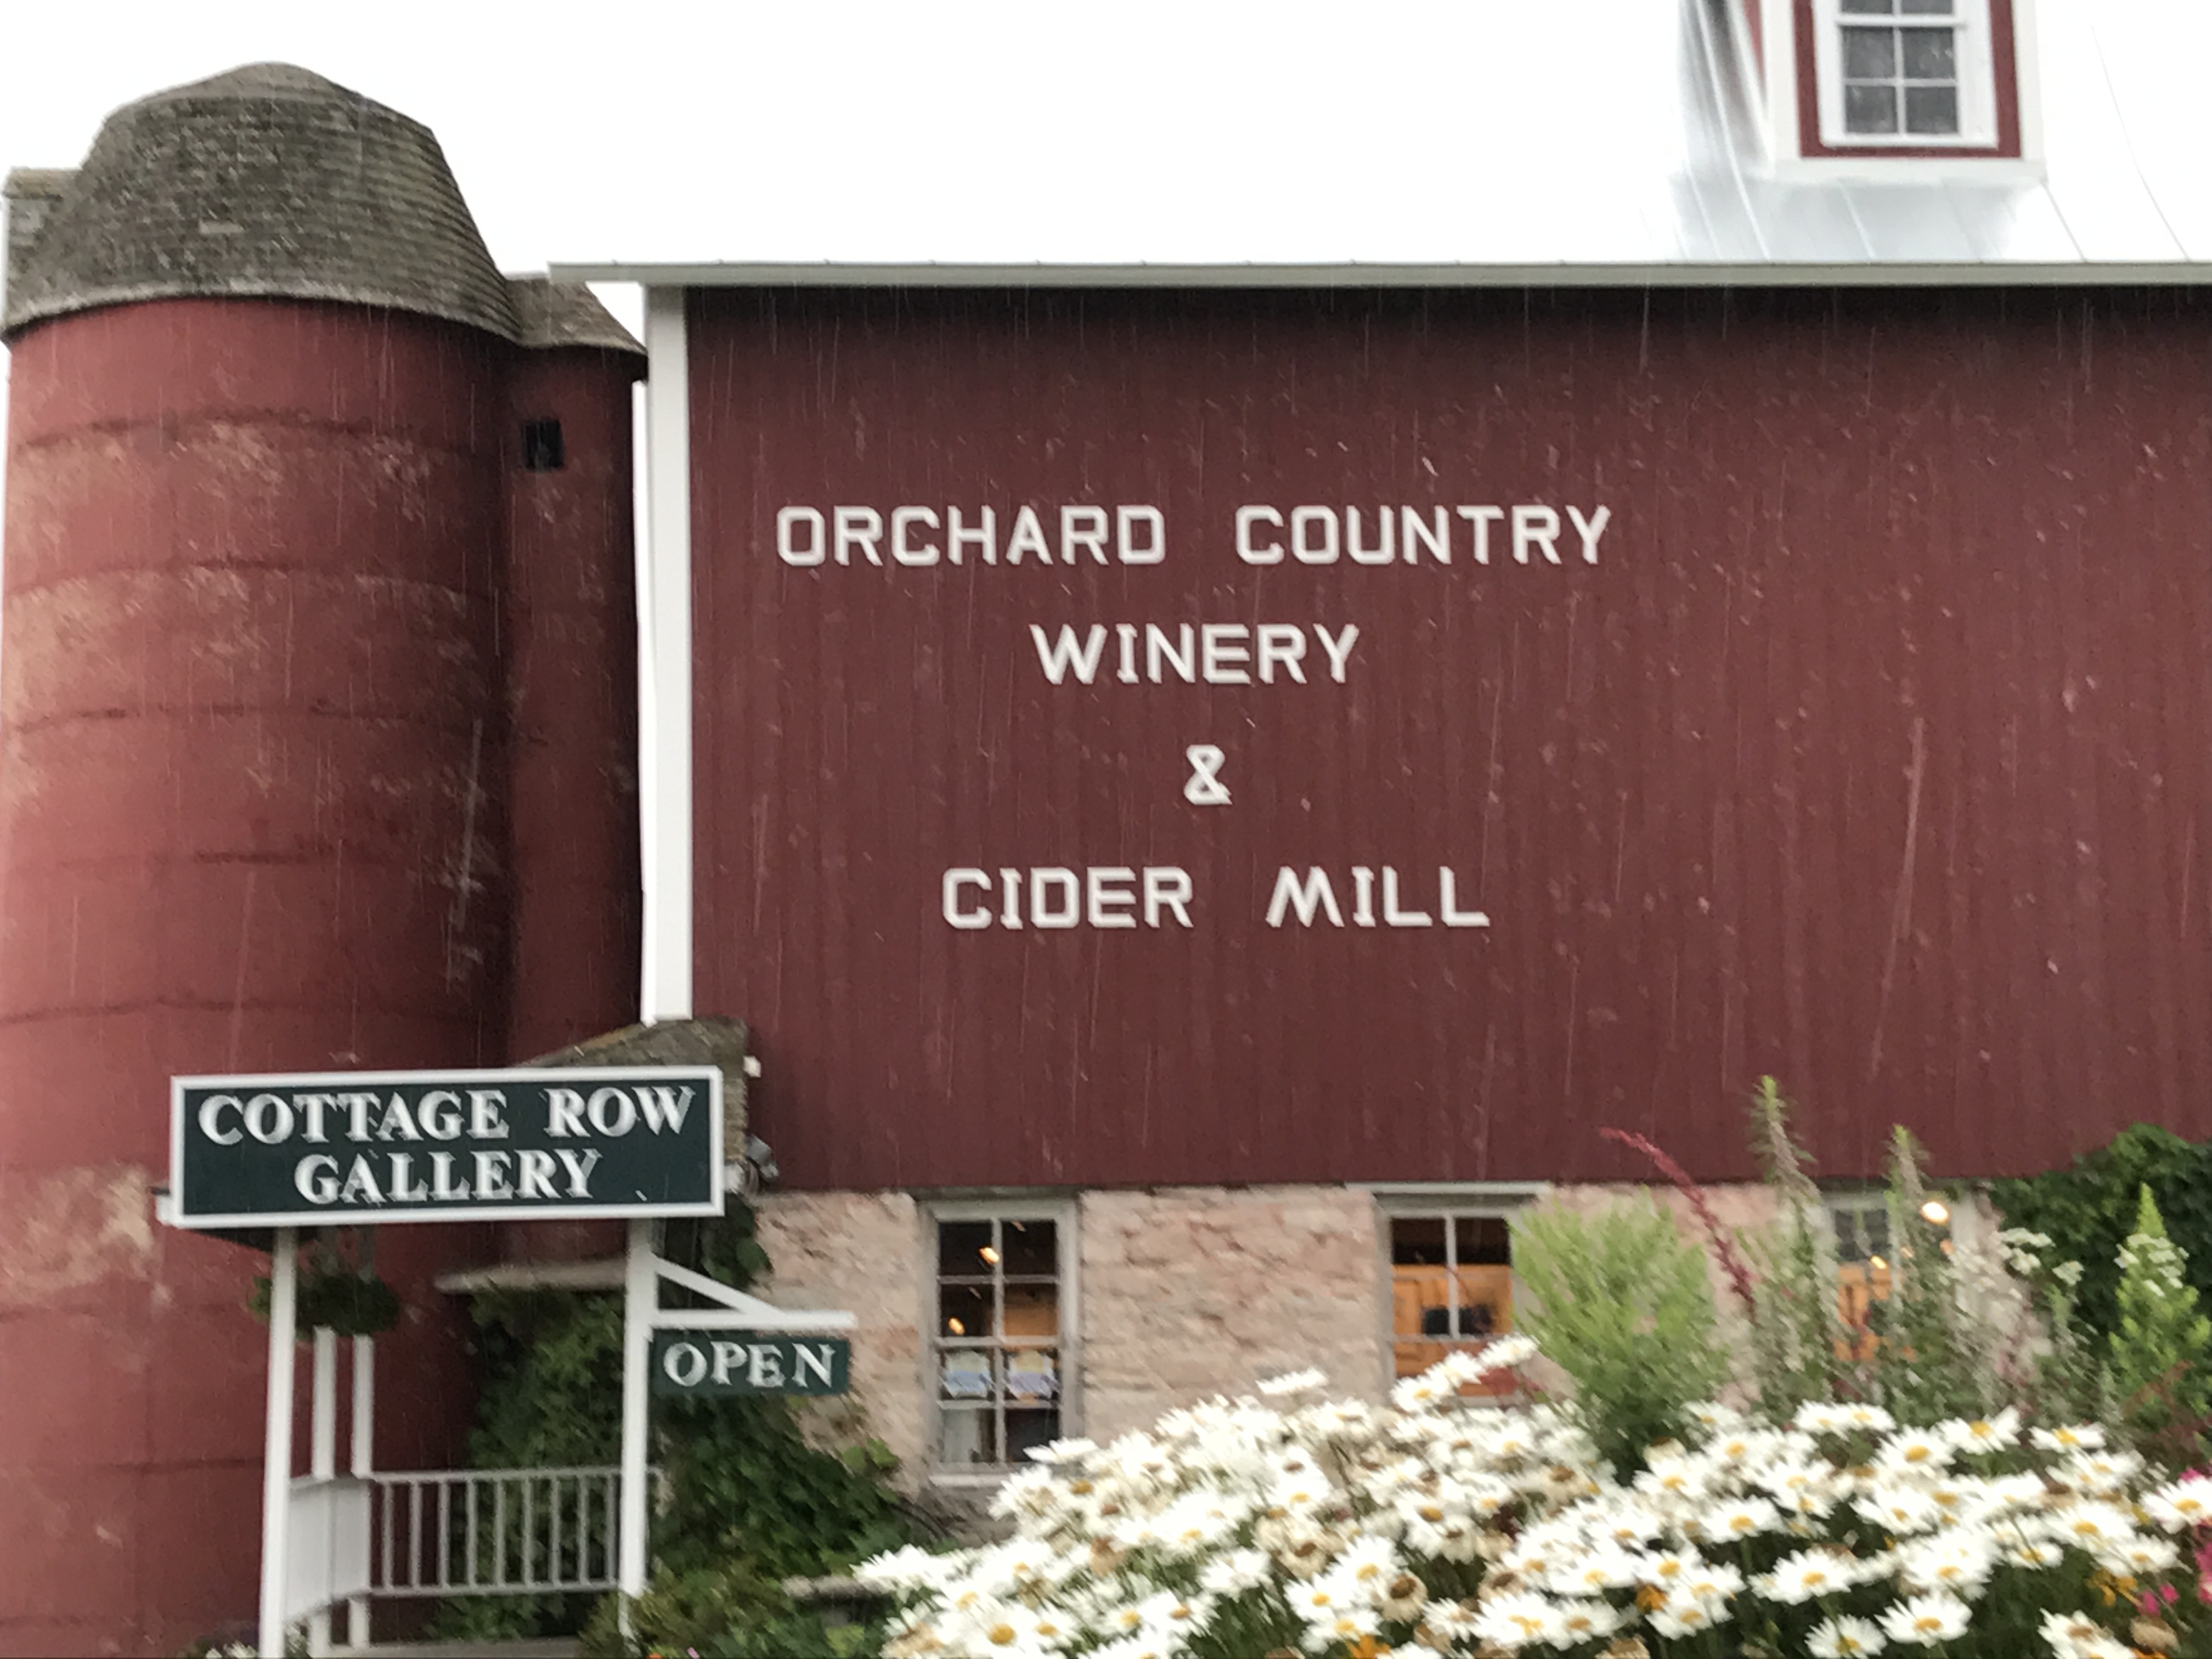 ORCHARD COUNTRY
WINERY
&
CIDER MILL
COTTAGE ROW
GALLERY
OPEN